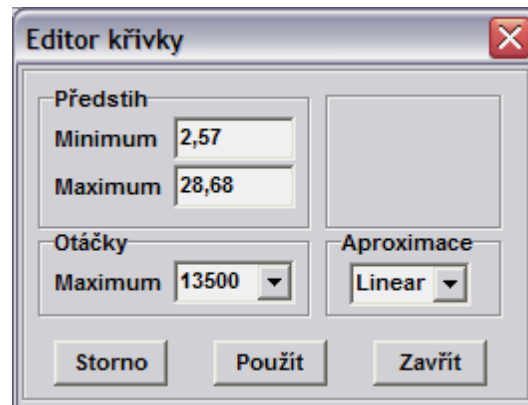 Editor křivky
Předstih
Minimum 2,57
Maximum 28,68
Otáčky
Maximum 13500
Aproximace
Linear
Storno Použít Zavřít